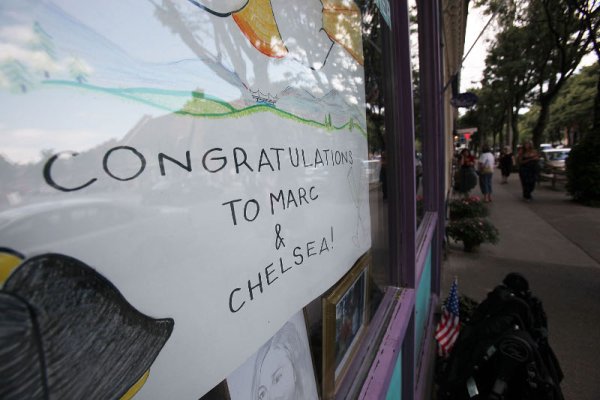 CONGRATULATIONS
TO MARC
&
CHELSEA!